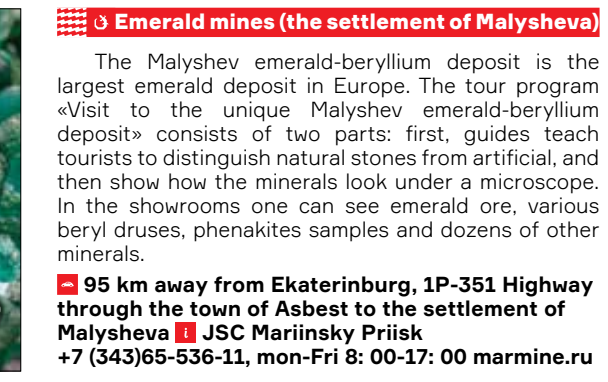 Emerald mines (the settlement of Malysheva)
The Malyshev emerald-beryllium deposit is the
largest emerald deposit in Europe. The tour program
«Visit to the unique Malyshev emerald-beryllium
deposit» consists of two parts: first, guides teach
tourists to distinguish natural stones from artificial, and
then show how the minerals look under a microscope.
In the showrooms one can see emerald ore, various
beryl druses, phenakites samples and dozens of other
minerals.
95 km away from Ekaterinburg, 1P-351 Highway
through the town of Asbest to the settlement of
Malysheva i JSC Mariinsky Priisk
+7 (343)65-536-11, mon-Fri 8: 00-17: 00 marmine.ru